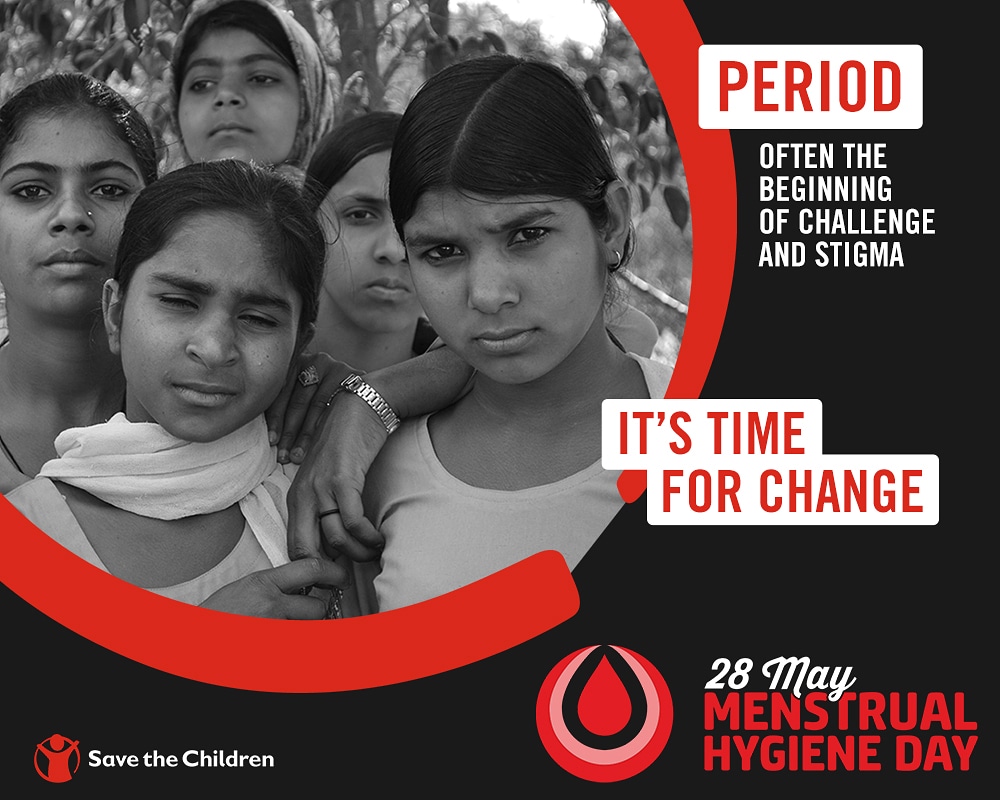 PERIOD
OFTEN THE
BEGINNING
OF CHALLENGE
AND STIGMA
IT'S TIME
FOR CHANGE
28 May
MENSTRUAL
HYGIENE DAY
Save the Children